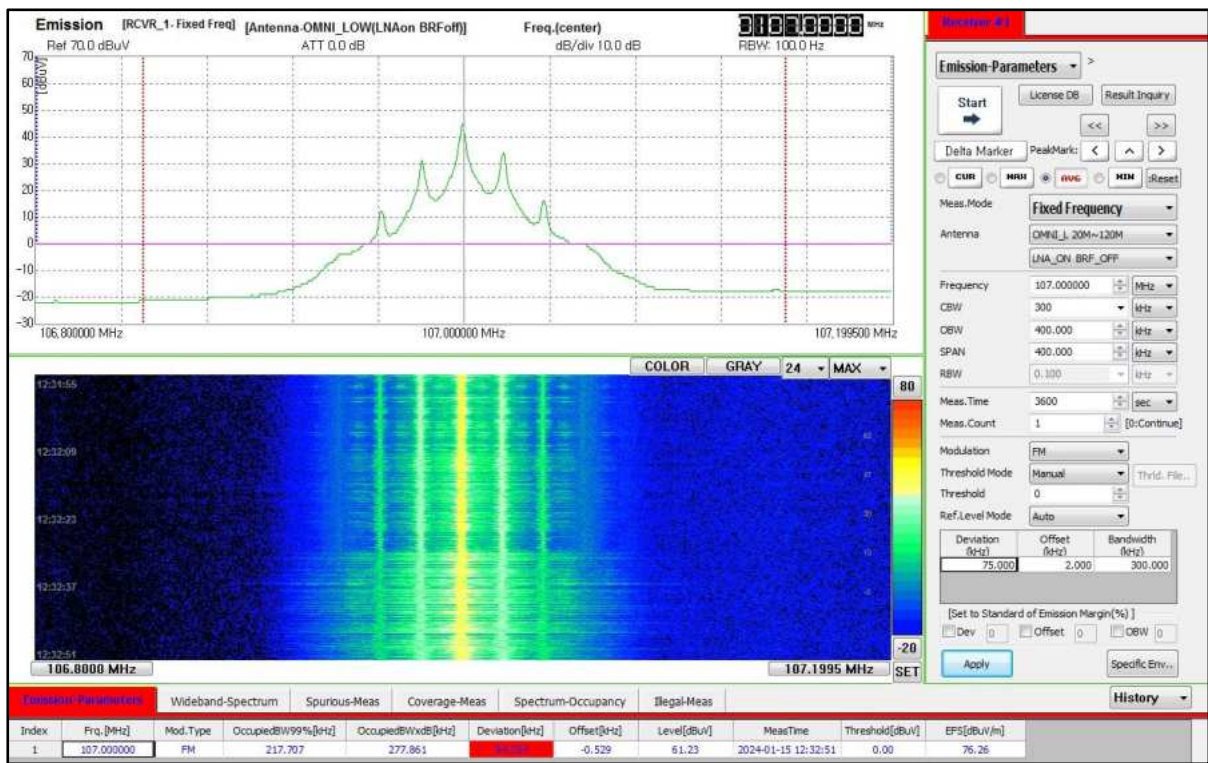 Emission [RCVR_1- Fixed Freq] [Antenna-OMNI_LOW(LNAon BRFoff)] Freq.(center) MHz
Ref 70.0 dBuV ATT 0.0 dB dB/div 10.0 dB RBW: 100.0 Hz
[dBuV]
70
60
50
40
30
20
10
0
-10
-20
-30
106.800000 MHz 107.000000 MHz 107.199500 MHz
COLOR GRAY 24 MAX
80
12:31:55
12:32:09
12:32:23
12:32:37
12:32:51
-20
106.8000 MHz 107.1995 MHz SET
Receiver #1
Emission-Parameters >
Start License DB Result Inquiry
<< >>
Delta Marker PeakMark: < ^ >
CUR MAX AVG MIN :Reset
Meas.Mode Fixed Frequency
Antenna OMNI_L 20M~120M
LNA_ON BRF_OFF
Frequency 107.000000 MHz
CBW 300 kHz
OBW 400.000 kHz
SPAN 400.000 kHz
RBW 0.100 kHz
Meas.Time 3600 sec
Meas.Count 1 [0:Continue]
Modulation FM
Threshold Mode Manual Thrld. File..
Threshold 0
Ref.Level Mode Auto
Deviation (kHz) Offset (kHz) Bandwidth (kHz)
75.000 2.000 300.000
[Set to Standard of Emission Margin(%) ]
Dev 0 Offset 0 OBW 0
Apply Specific Env..
Emission-Parameters Wideband-Spectrum Spurious-Meas Coverage-Meas Spectrum-Occupancy Illegal-Meas History
Index Frq.[MHz] Mod.Type OccupiedBW99%[kHz] OccupiedBWxdB[kHz] Deviation[kHz] Offset[kHz] Level[dBuV] MeasTime Threshold[dBuV] EFS[dBuV/m]
1 107.000000 FM 217.707 277.861 -0.529 61.23 2024-01-15 12:32:51 0.00 76.26